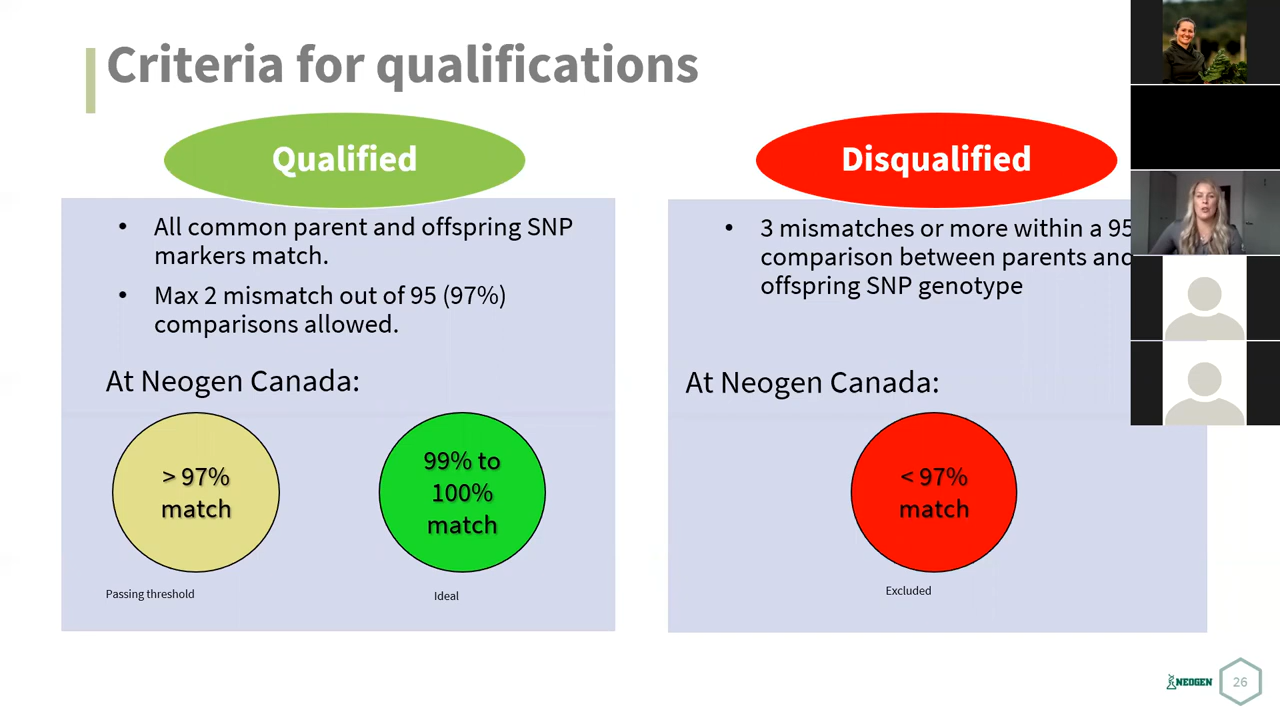 Criteria for qualifications
Qualified
• All common parent and offspring SNP
markers match.
• Max 2 mismatch out of 95 (97%)
comparisons allowed.
At Neogen Canada:
> 97%
match
99% to
100%
match
Passing threshold
Ideal
Disqualified
• 3 mismatches or more within a 95
comparison between parents and
offspring SNP genotype
At Neogen Canada:
< 97%
match
Excluded
NEOGEN
26